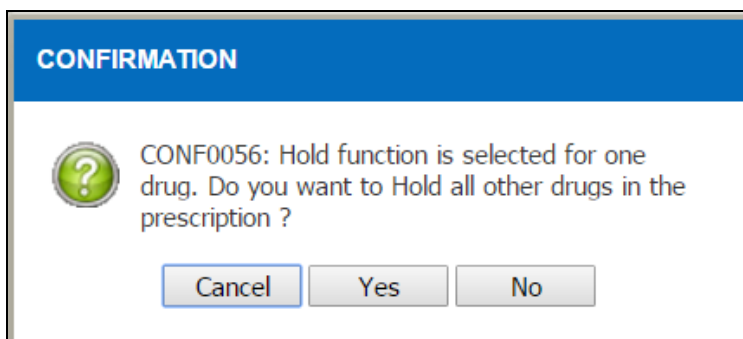 CONFIRMATION
CONF0056: Hold function is selected for one
drug. Do you want to Hold all other drugs in the
prescription ?
Cancel Yes No